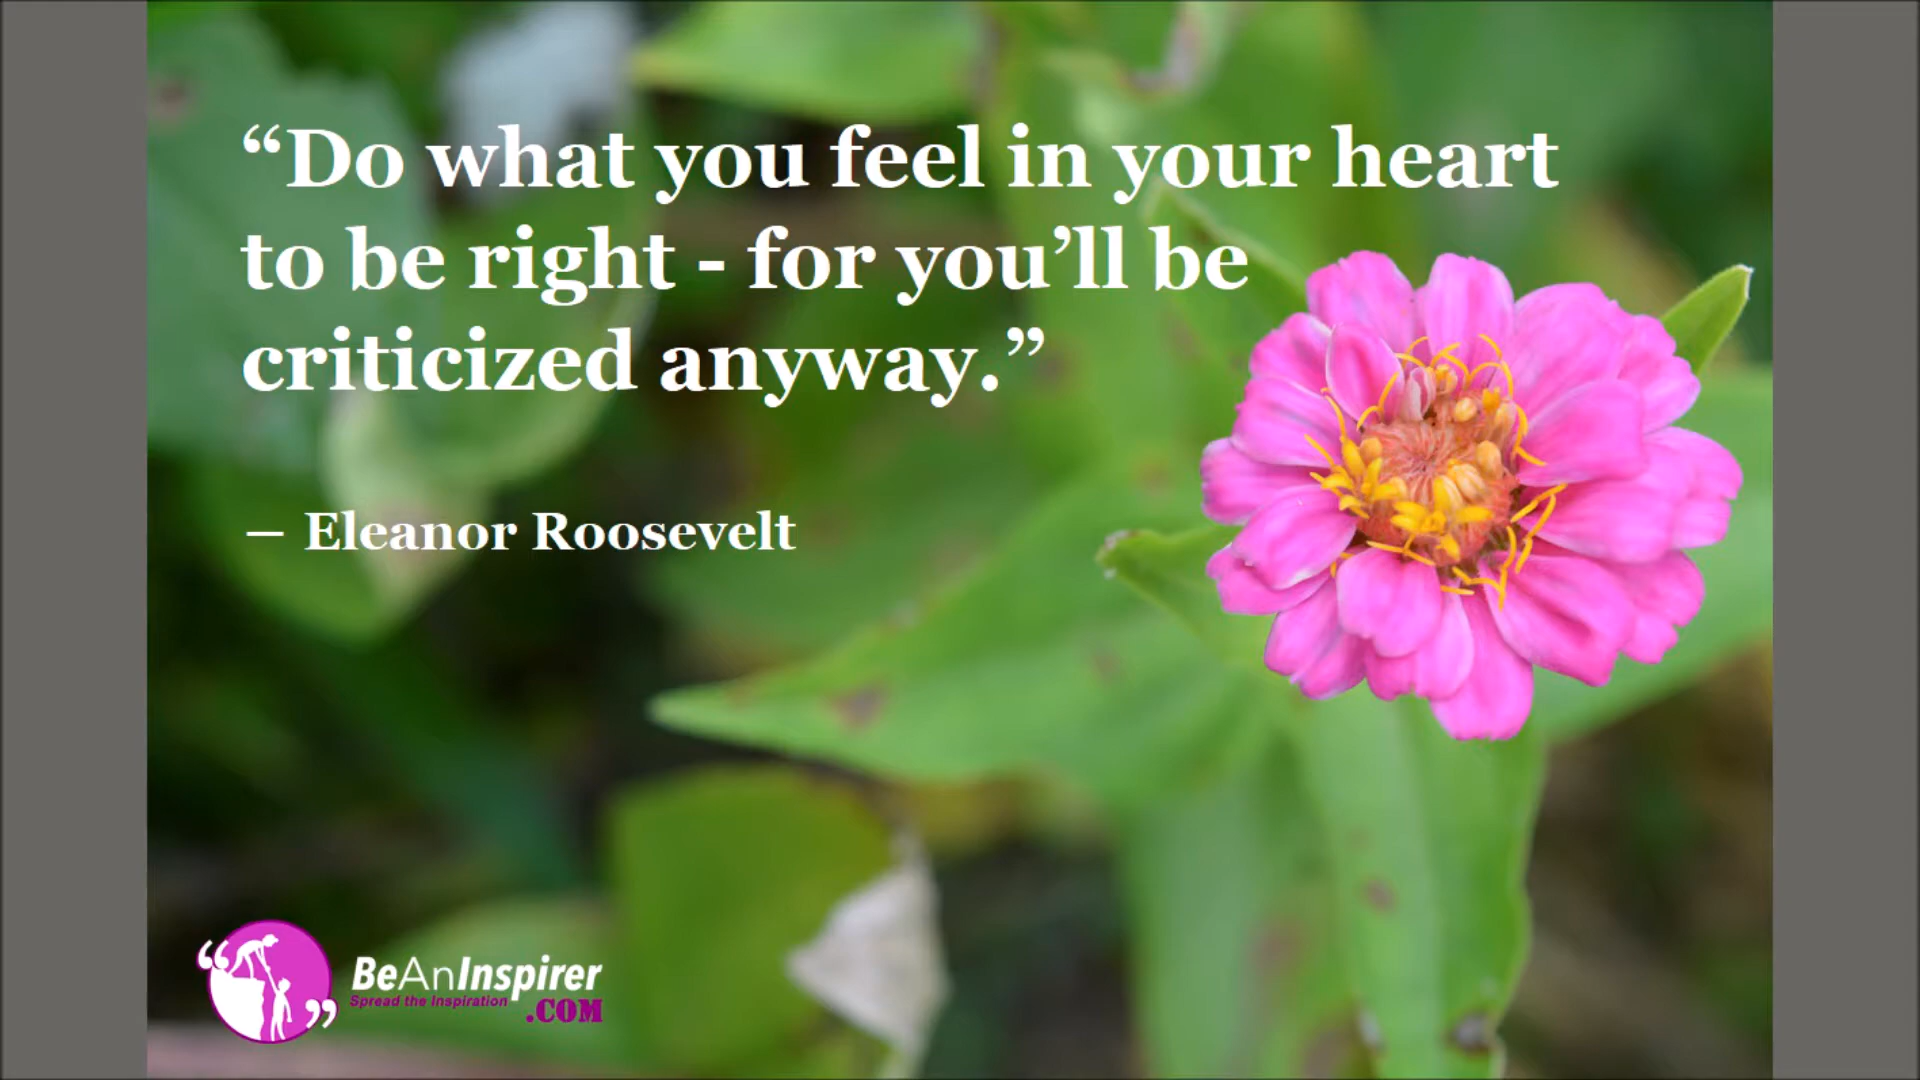 “Do what you feel in your heart
to be right - for you’ll be
criticized anyway.”
— Eleanor Roosevelt
BeAnInspirer
Spread the Inspiration
.COM